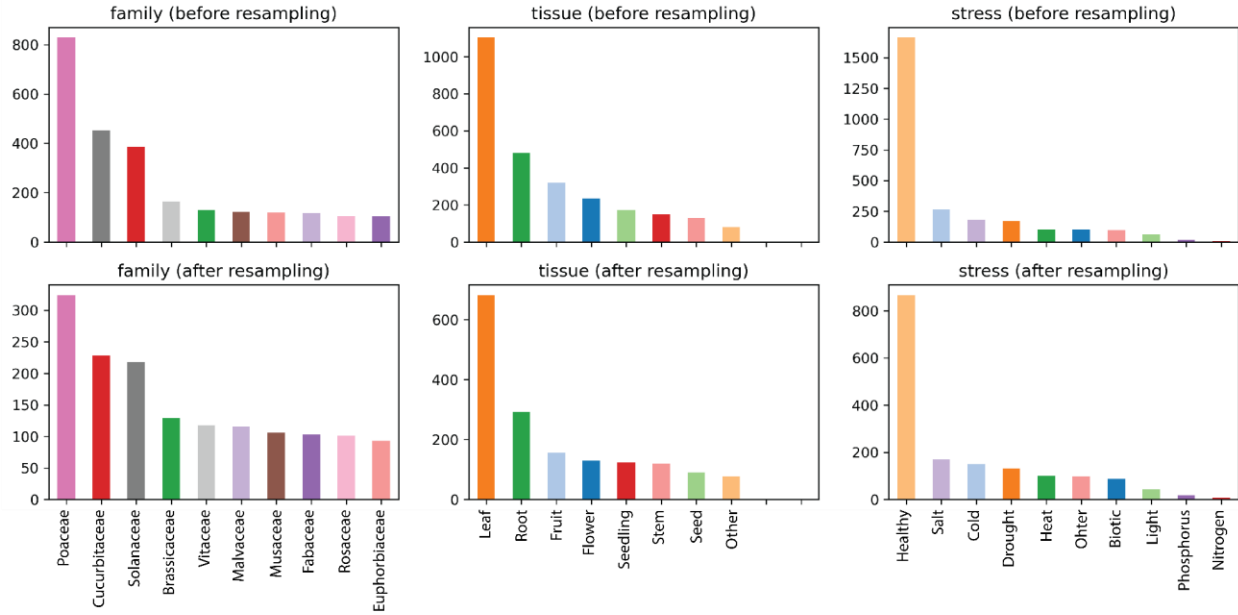 family (before resampling)
800
600
400
200
0
tissue (before resampling)
1000
800
600
400
200
0
stress (before resampling)
1500
1250
1000
750
500
250
0
family (after resampling)
300
250
200
150
100
50
0
Poaceae
Cucurbitaceae
Solanaceae
Brassicaceae
Vitaceae
Malvaceae
Musaceae
Fabaceae
Rosaceae
Euphorbiaceae
tissue (after resampling)
600
400
200
0
Leaf
Root
Fruit
Flower
Seedling
Stem
Seed
Other
stress (after resampling)
800
600
400
200
0
Healthy
Salt
Cold
Drought
Heat
Ohter
Biotic
Light
Phosphorus
Nitrogen